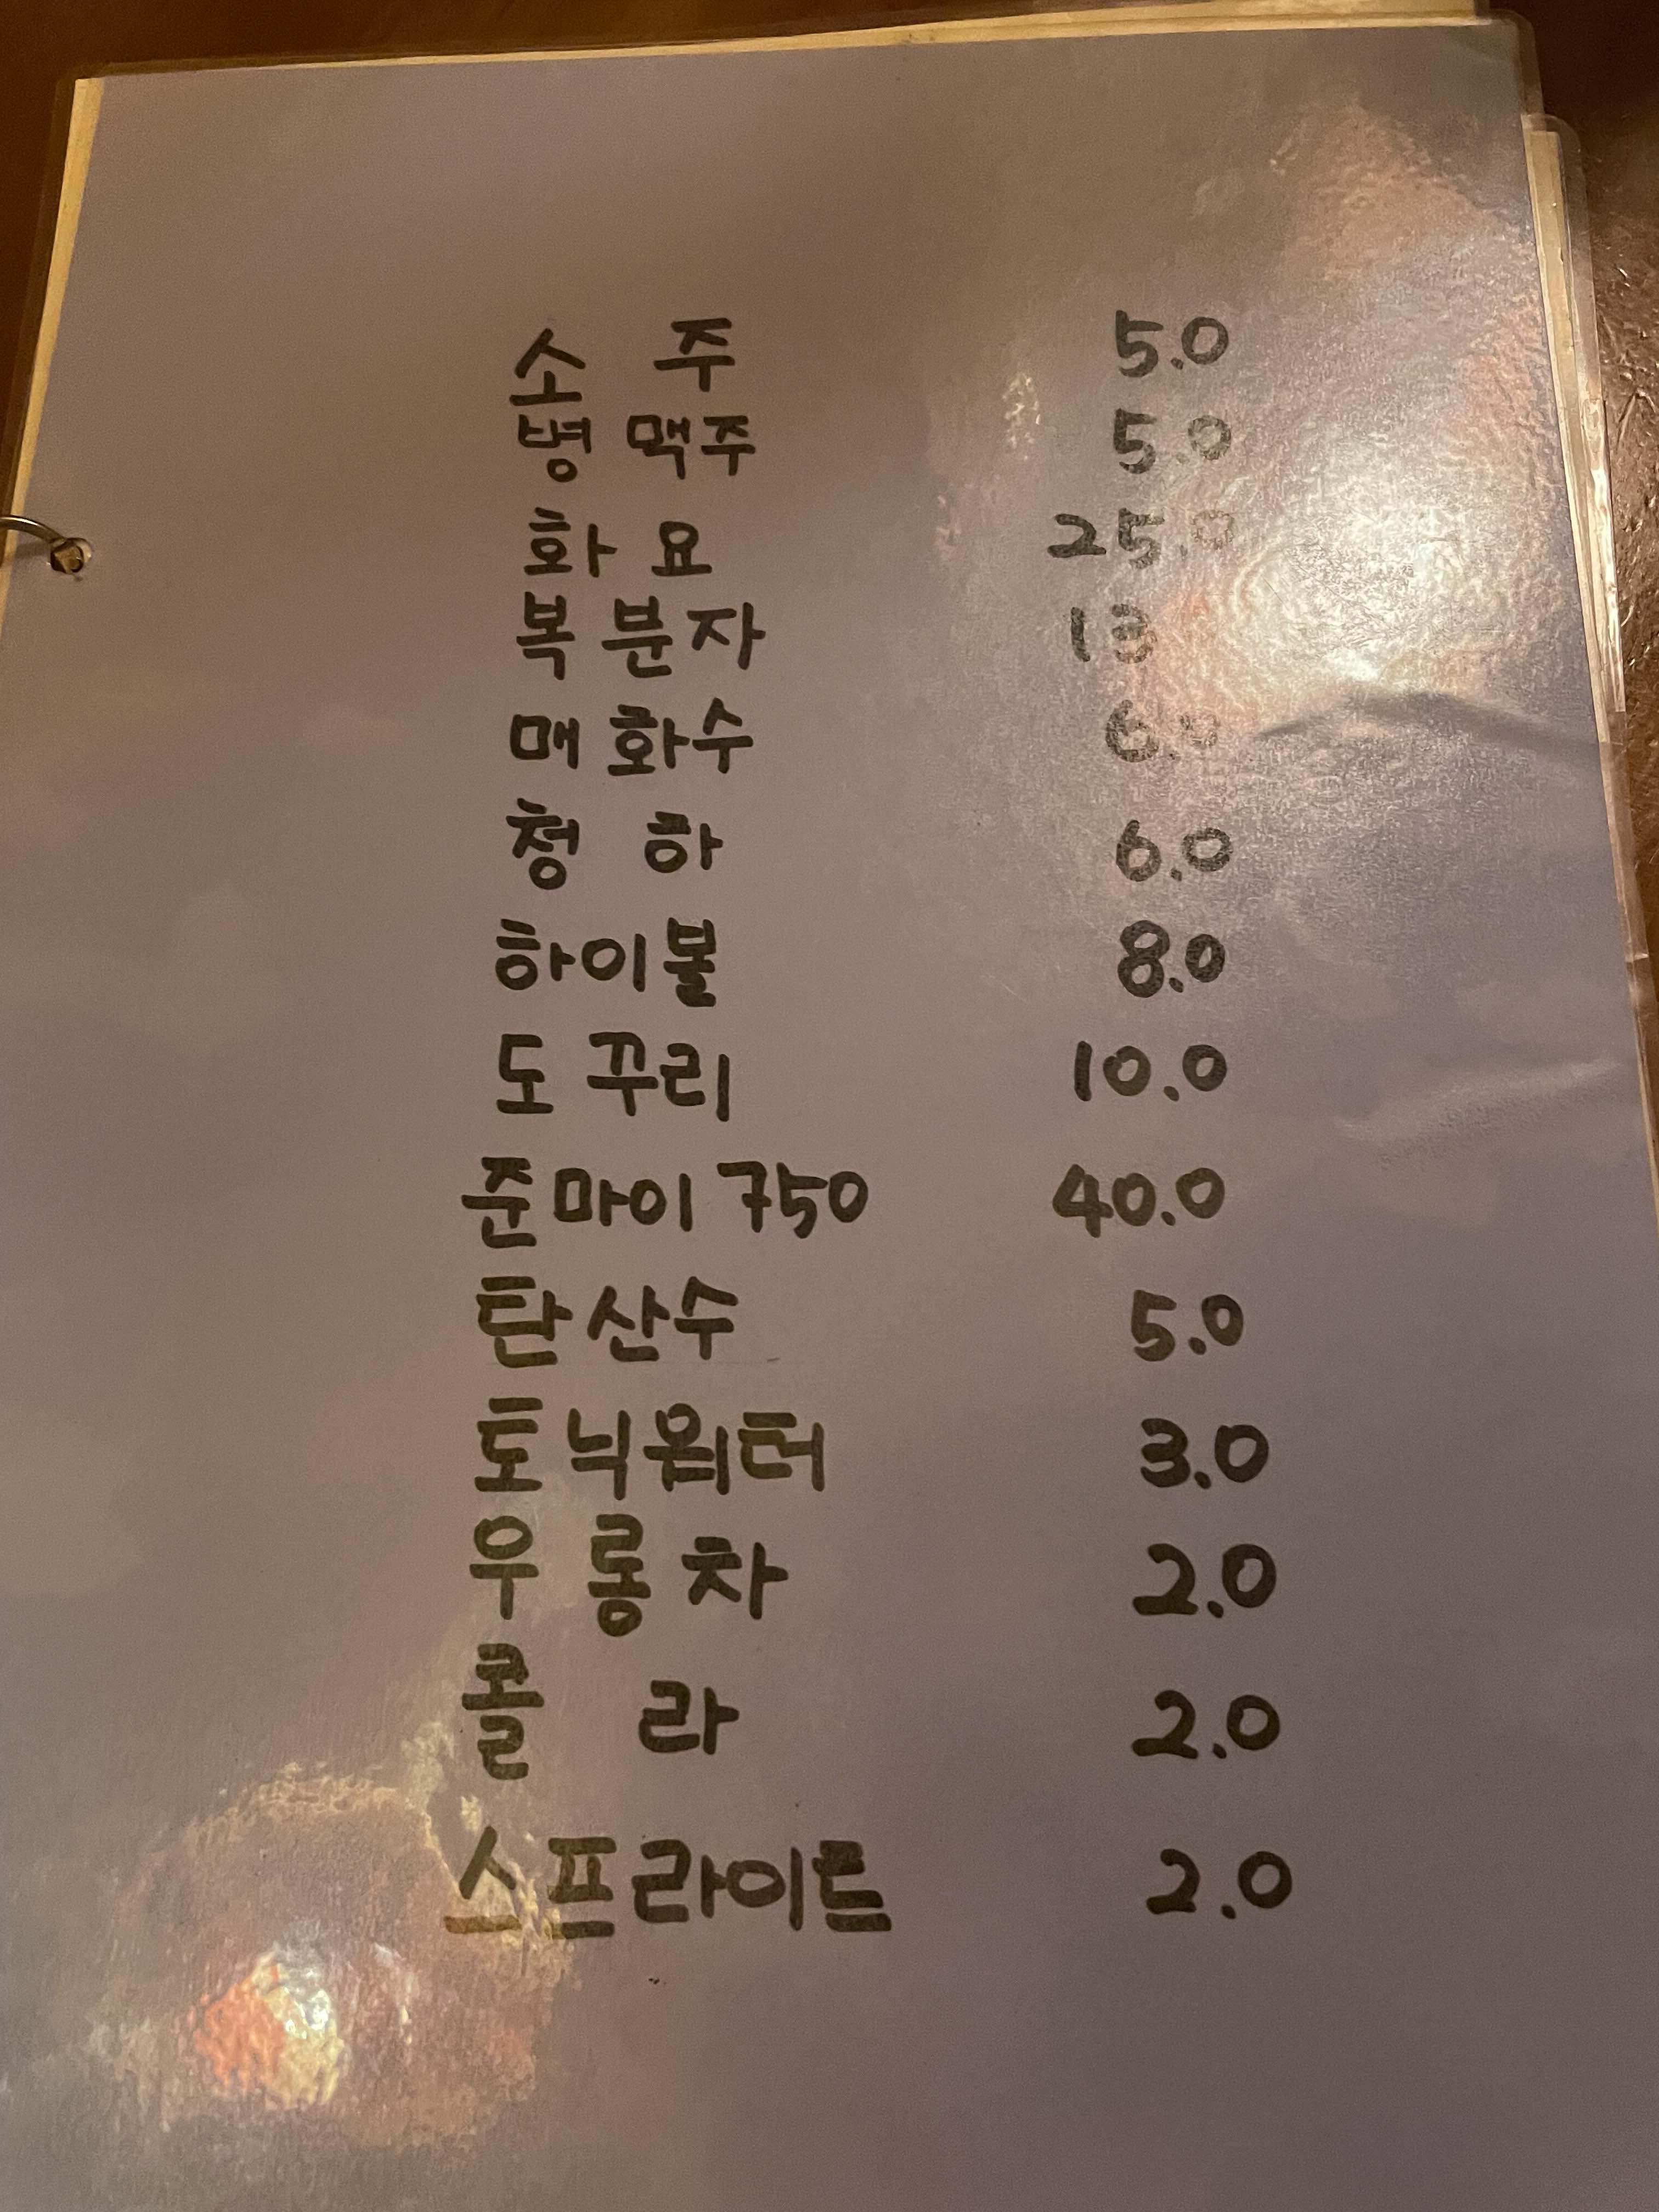 소 주 5.0
병 맥주 5.0
화 요 25.0
복분자
매화수 6.0
청 하 6.0
하이볼 8.0
도꾸리 10.0
준마이 750 40.0
탄산수 5.0
토닉워터 3.0
우롱차 2.0
콜 라 2.0
스프라이트 2.0